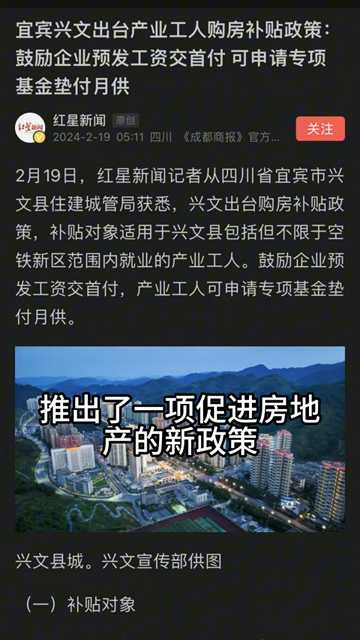 宜宾兴文出台产业工人购房补贴政策：
鼓励企业预发工资交首付 可申请专项
基金垫付月供
红星新闻
红星新闻 原创
2024-2-19 05:11 四川 《成都商报》官方...
关注
2月19日，红星新闻记者从四川省宜宾市兴
文县住建城管局获悉，兴文出台购房补贴政
策，补贴对象适用于兴文县包括但不限于空
铁新区范围内就业的产业工人。鼓励企业预
发工资交首付，产业工人可申请专项基金垫
付月供。
推出了一项促进房地
产的新政策
兴文县城。兴文宣传部供图
（一）补贴对象